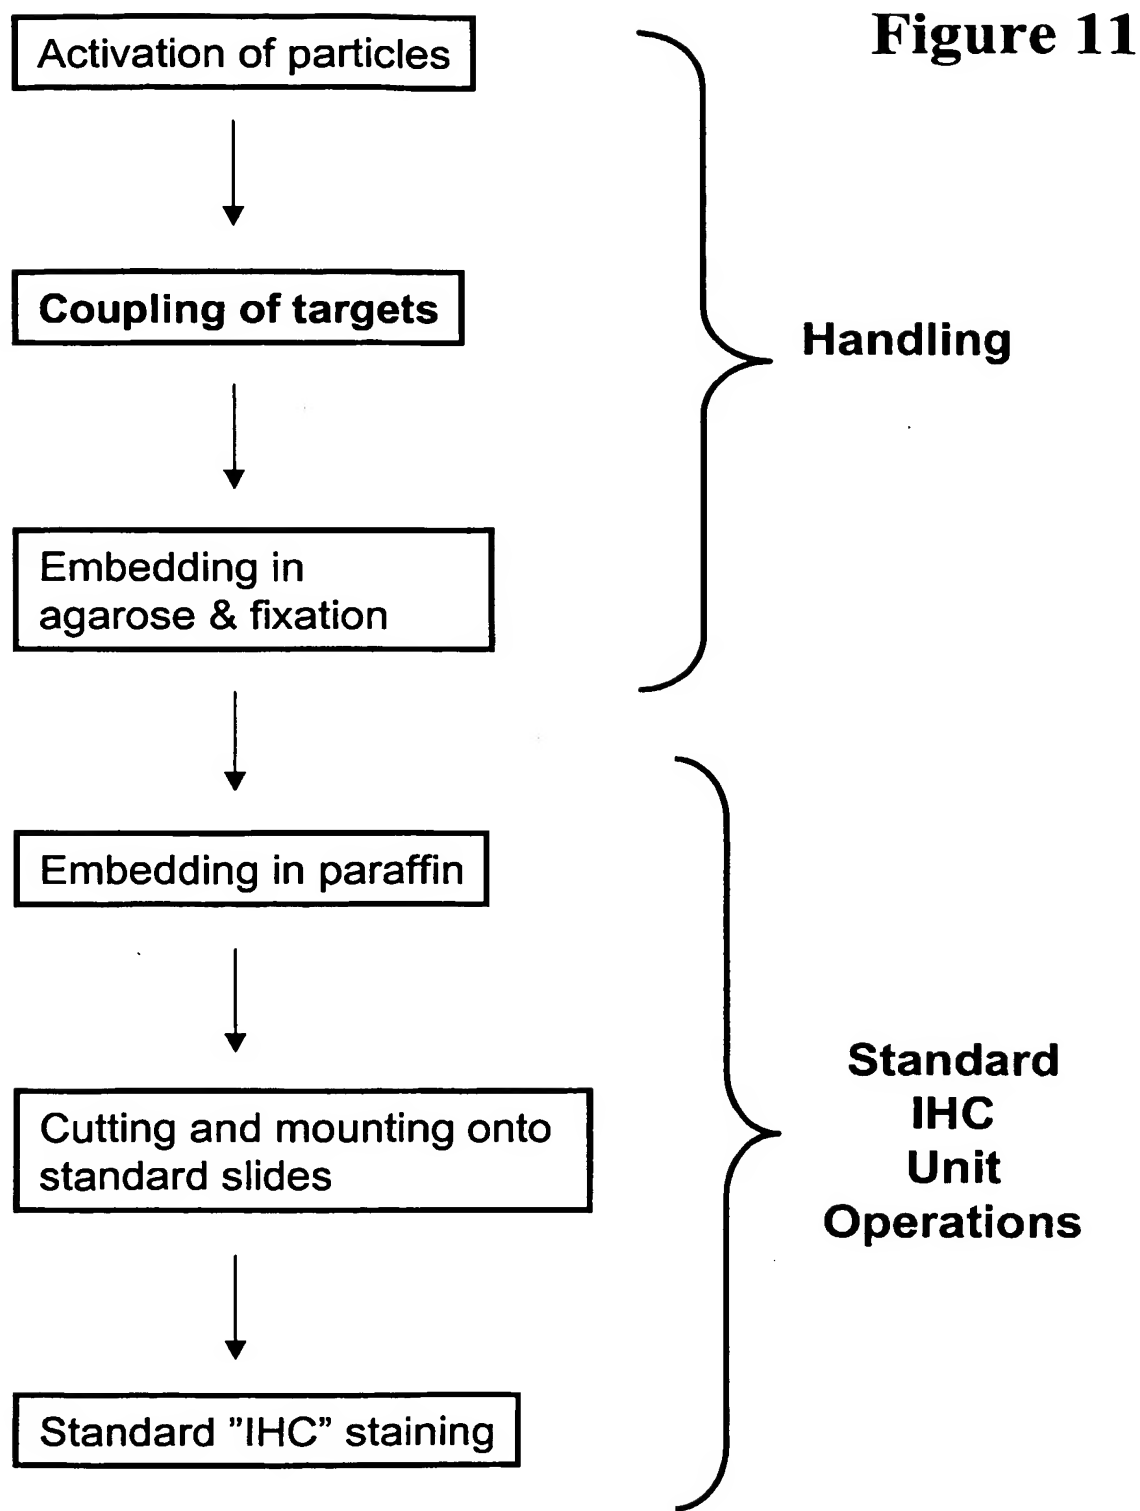 Figure 11
Activation of particles
Coupling of targets
Handling
Embedding in
agarose & fixation
Embedding in paraffin
Cutting and mounting onto
standard slides
Standard
IHC
Unit
Operations
Standard ”IHC” staining